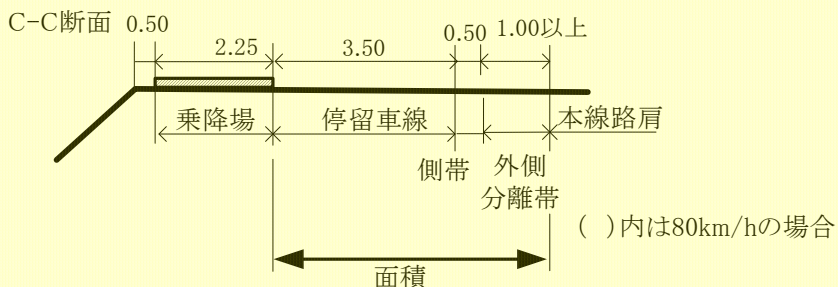 C-C断面 0.50
2.25 3.50 0.50 1.00以上
乗降場 停留車線 本線路肩
側帯 外側
分離帯
( )内は80km/hの場合
面積